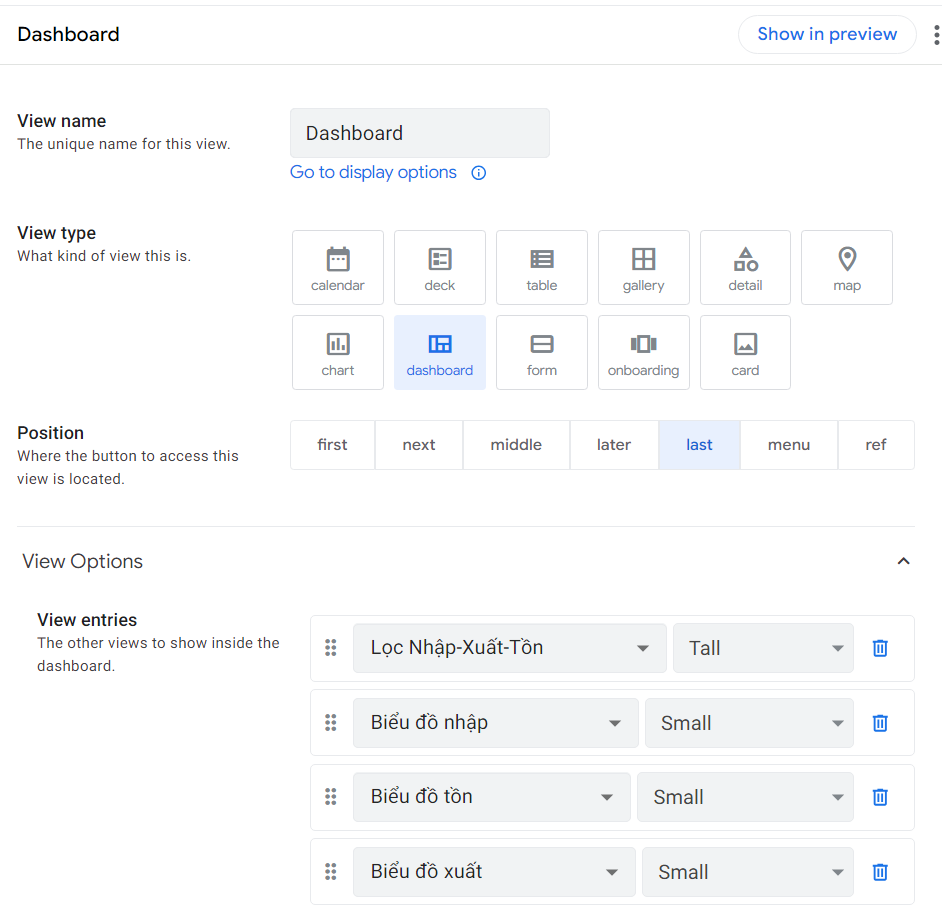 Dashboard
Show in preview
View name
The unique name for this view.
Dashboard
Go to display options
View type
What kind of view this is.
calendar
deck
table
gallery
detail
map
chart
dashboard
form
onboarding
card
Position
Where the button to access this
view is located.
first
next
middle
later
last
menu
ref
View Options
View entries
The other views to show inside the
dashboard.
Lọc Nhập-Xuất-Tồn
Tall
Biểu đồ nhập
Small
Biểu đồ tồn
Small
Biểu đồ xuất
Small